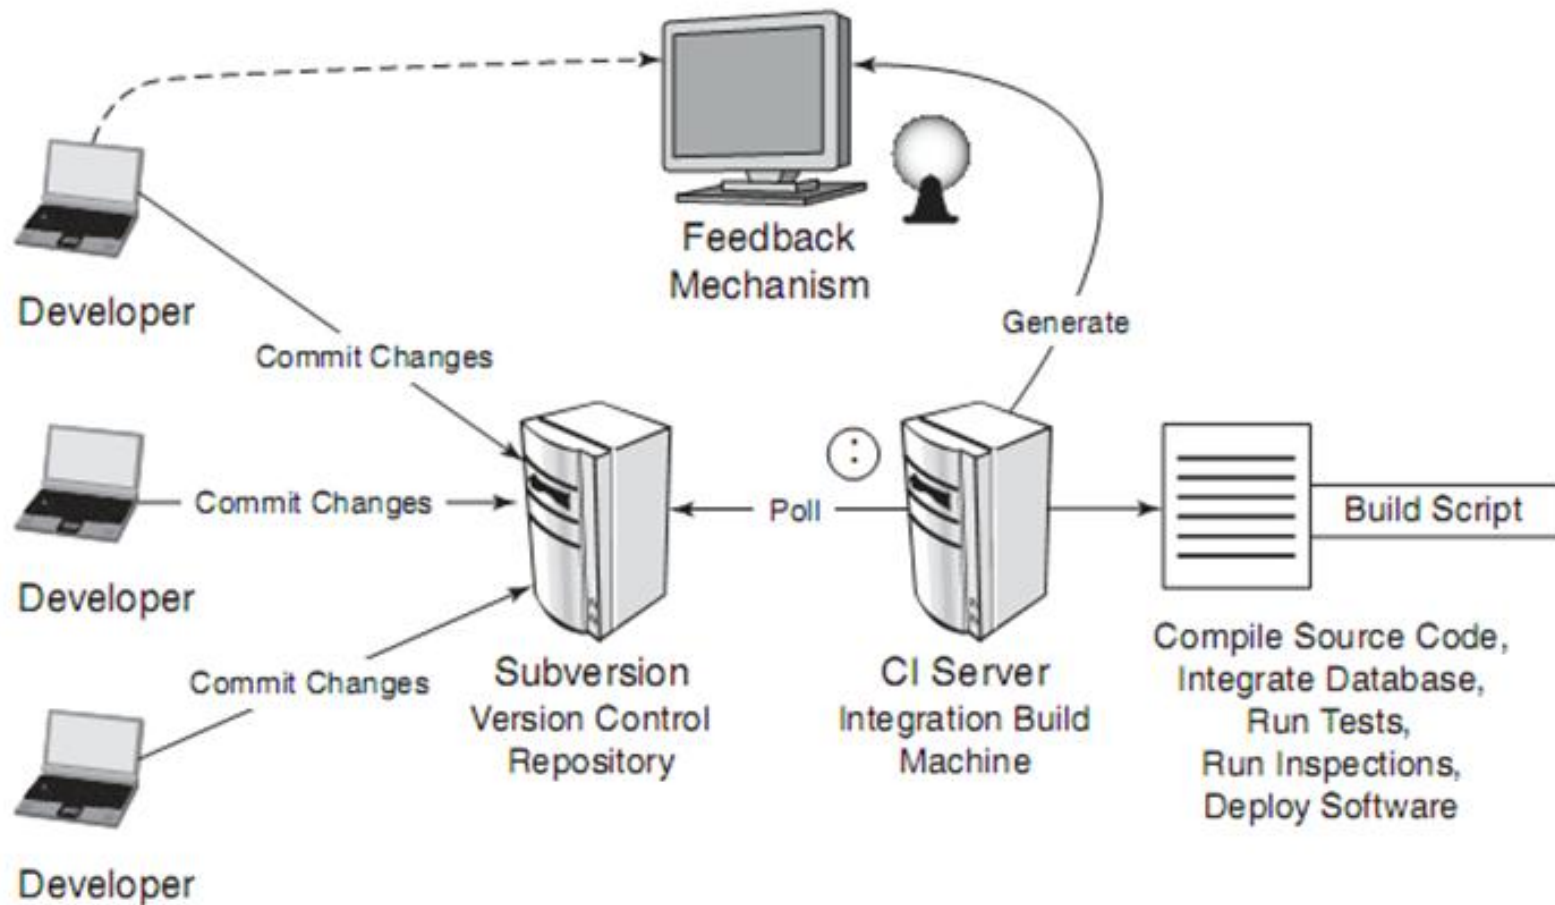 Feedback
Mechanism
Developer
Generate
Commit Changes
Commit Changes
Poll
Build Script
Developer
Subversion
Version Control
Repository
CI Server
Integration Build
Machine
Compile Source Code,
Integrate Database,
Run Tests,
Run Inspections,
Deploy Software
Commit Changes
Developer